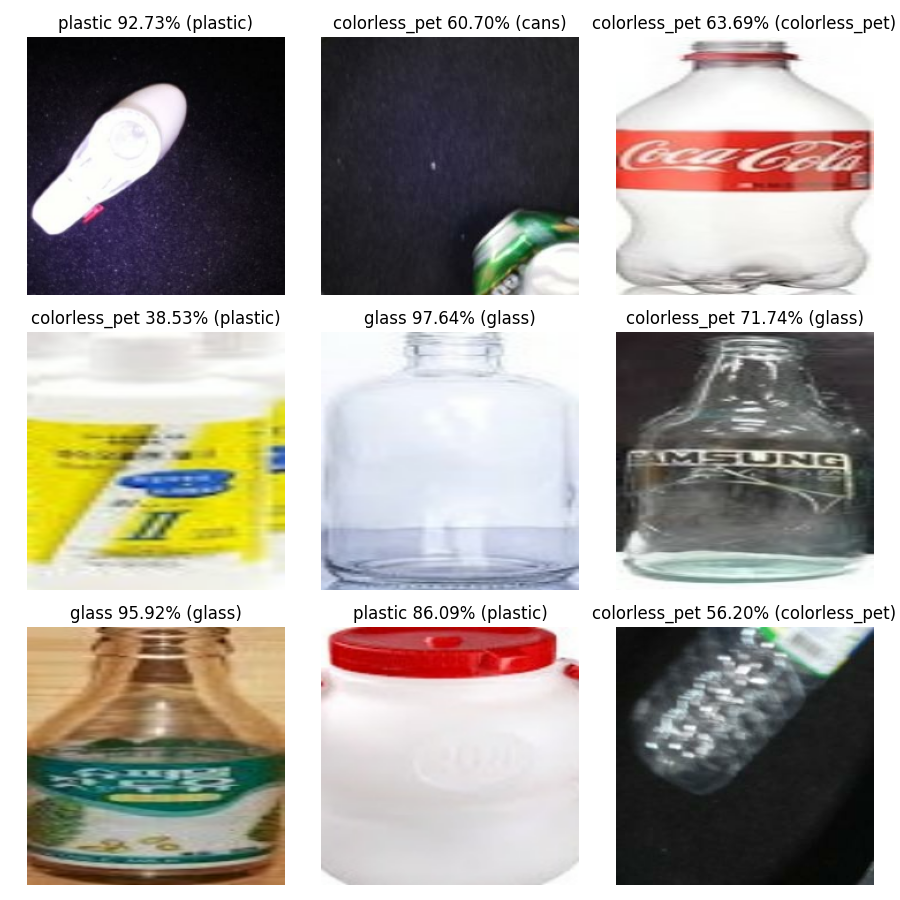 plastic 92.73% (plastic)
colorless_pet 60.70% (cans)
colorless_pet 63.69% (colorless_pet)
Coca-Cola
colorless_pet 38.53% (plastic)
glass 97.64% (glass)
colorless_pet 71.74% (glass)
II
AMSUNG
glass 95.92% (glass)
plastic 86.09% (plastic)
colorless_pet 56.20% (colorless_pet)